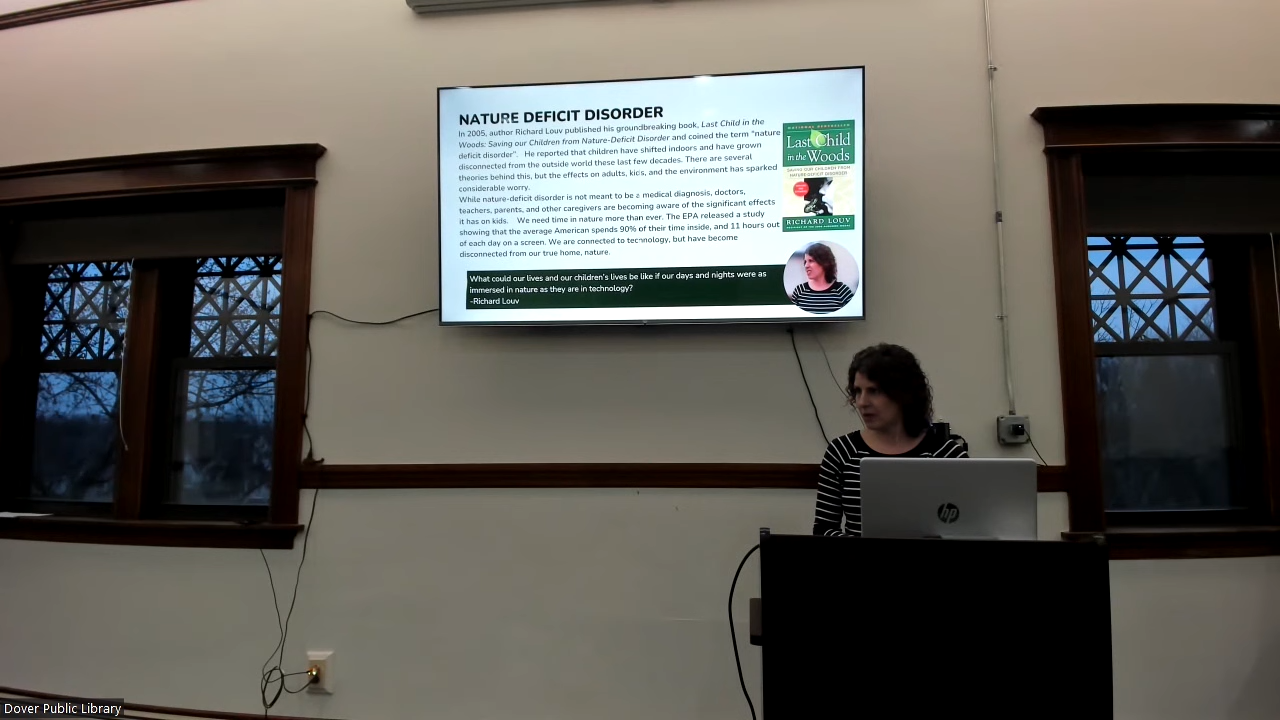 NATURE DEFICIT DISORDER
In 2005, author Richard Louv published his groundbreaking book, Last Child in the
Woods: Saving our Children from Nature-Deficit Disorder and coined the term "nature
deficit disorder". He reported that children have shifted indoors and have grown
disconnected from the outside world these last few decades. There are several
theories behind this, but the effects on adults, kids, and the environment has sparked
considerable worry.
While nature-deficit disorder is not meant to be a medical diagnosis, doctors,
teachers, parents, and other caregivers are becoming aware of the significant effects
it has on kids. We need time in nature more than ever. The EPA released a study
showing that the average American spends 90% of their time inside, and 11 hours out
of each day on a screen. We are connected to technology, but have become
disconnected from our true home, nature.
NATIONAL BESTSELLER
Last Child
in the Woods
SAVING OUR CHILDREN FROM
NATURE-DEFICIT DISORDER
RICHARD LOUV
What could our lives and our children's lives be like if our days and nights were as
immersed in nature as they are in technology?
-Richard Louv
hp
Dover Public Library